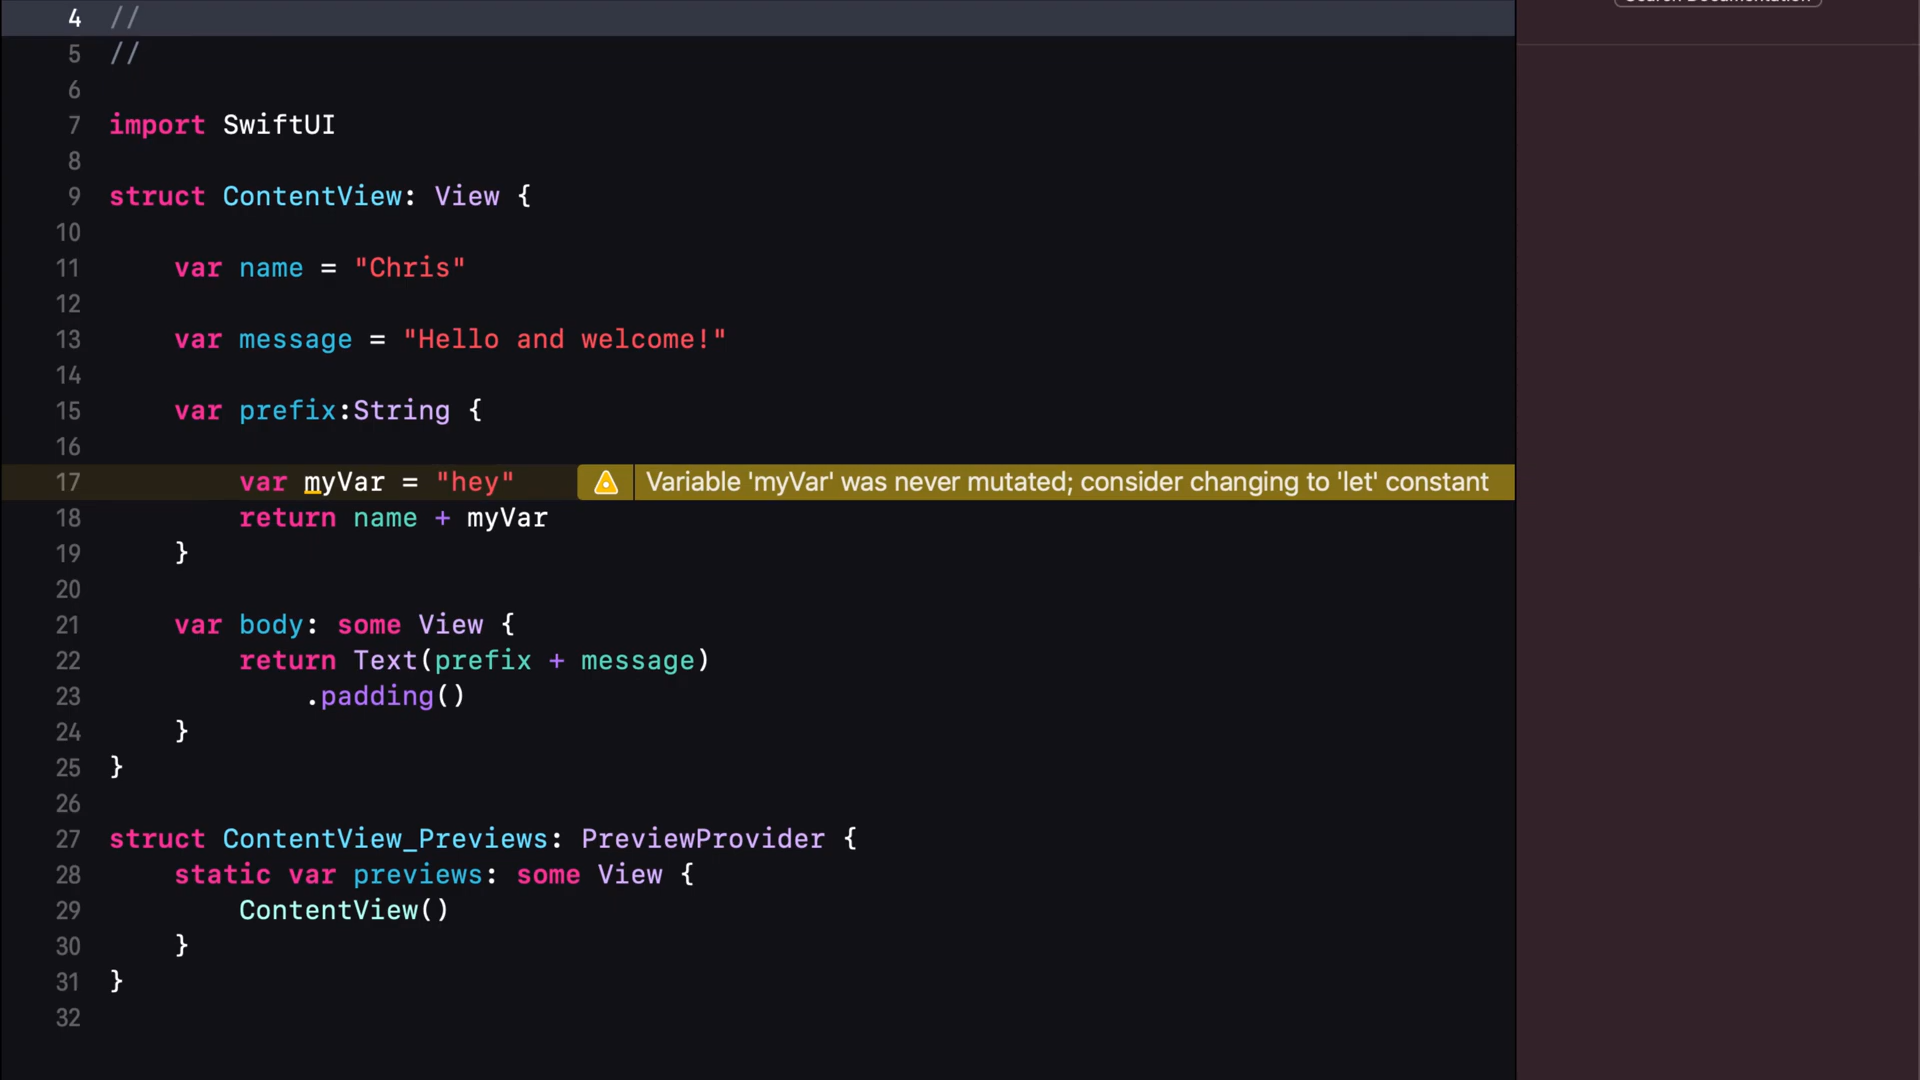 Search Documentation
4 //
5 //
6
7 import SwiftUI
8
9 struct ContentView: View {
10
11 var name = "Chris"
12
13 var message = "Hello and welcome!"
14
15 var prefix:String {
16
17 var myVar = "hey" Variable 'myVar' was never mutated; consider changing to 'let' constant
18 return name + myVar
19 }
20
21 var body: some View {
22 return Text(prefix + message)
23 .padding()
24 }
25 }
26
27 struct ContentView_Previews: PreviewProvider {
28 static var previews: some View {
29 ContentView()
30 }
31 }
32